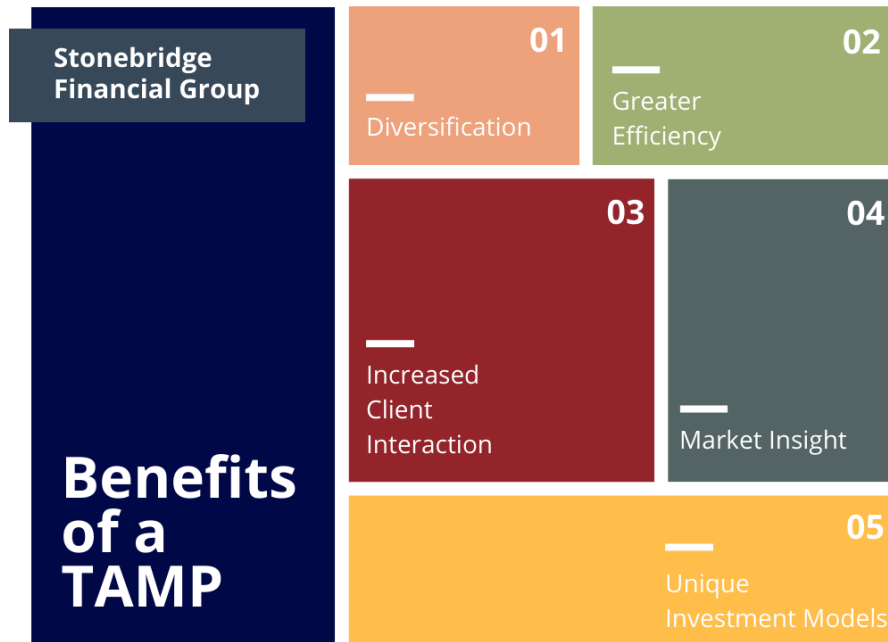 Stonebridge
Financial Group
Benefits
of a
TAMP
01
Diversification
02
Greater
Efficiency
03
Increased
Client
Interaction
04
Market Insight
05
Unique
Investment Models